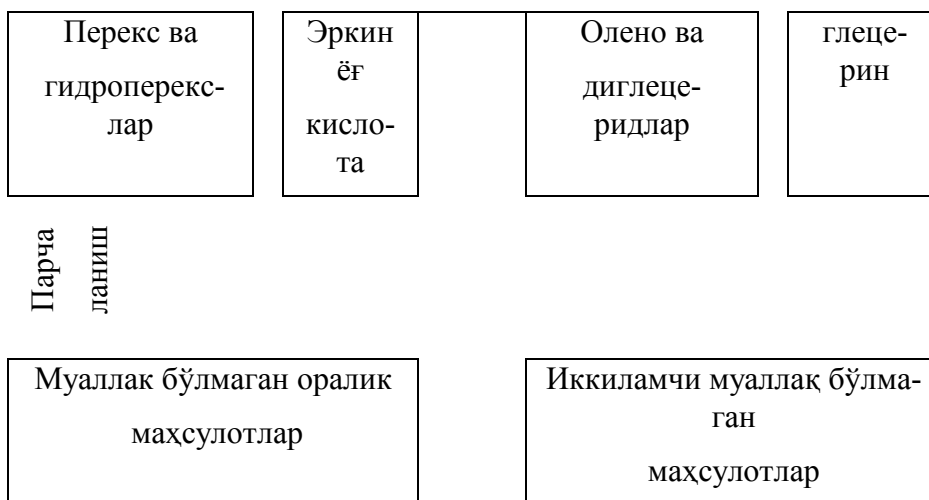 Перекс ва
гидроперекс-
лар
Эркин
ёғ
кисло-
та
Олено ва
диглеце-
ридлар
глеце-
рин
Парча
ланиш
Муаллак бўлмаган оралик
маҳсулотлар
Иккиламчи муаллақ бўлма-
ган
маҳсулотлар